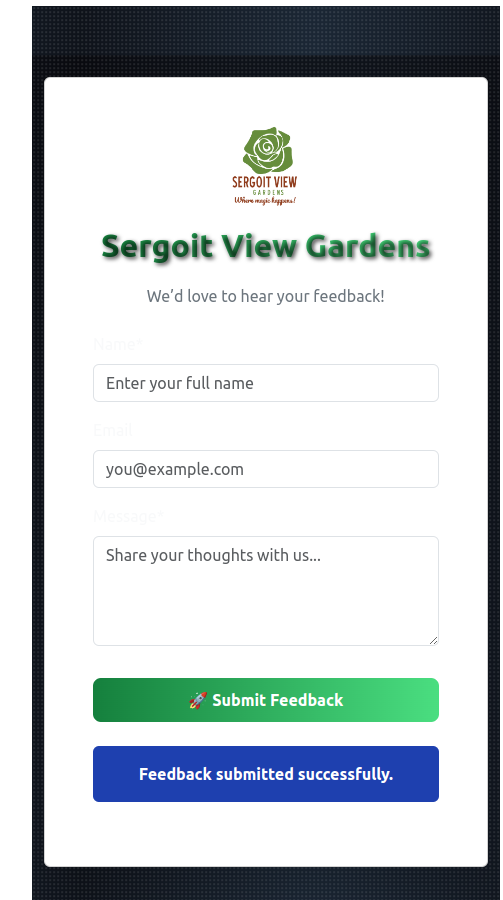 SERGOIT VIEW
GARDENS
Where magic happens!
Sergoit View Gardens
We’d love to hear your feedback!
Name*
Enter your full name
Email
you@example.com
Message*
Share your thoughts with us...
🚀 Submit Feedback
Feedback submitted successfully.